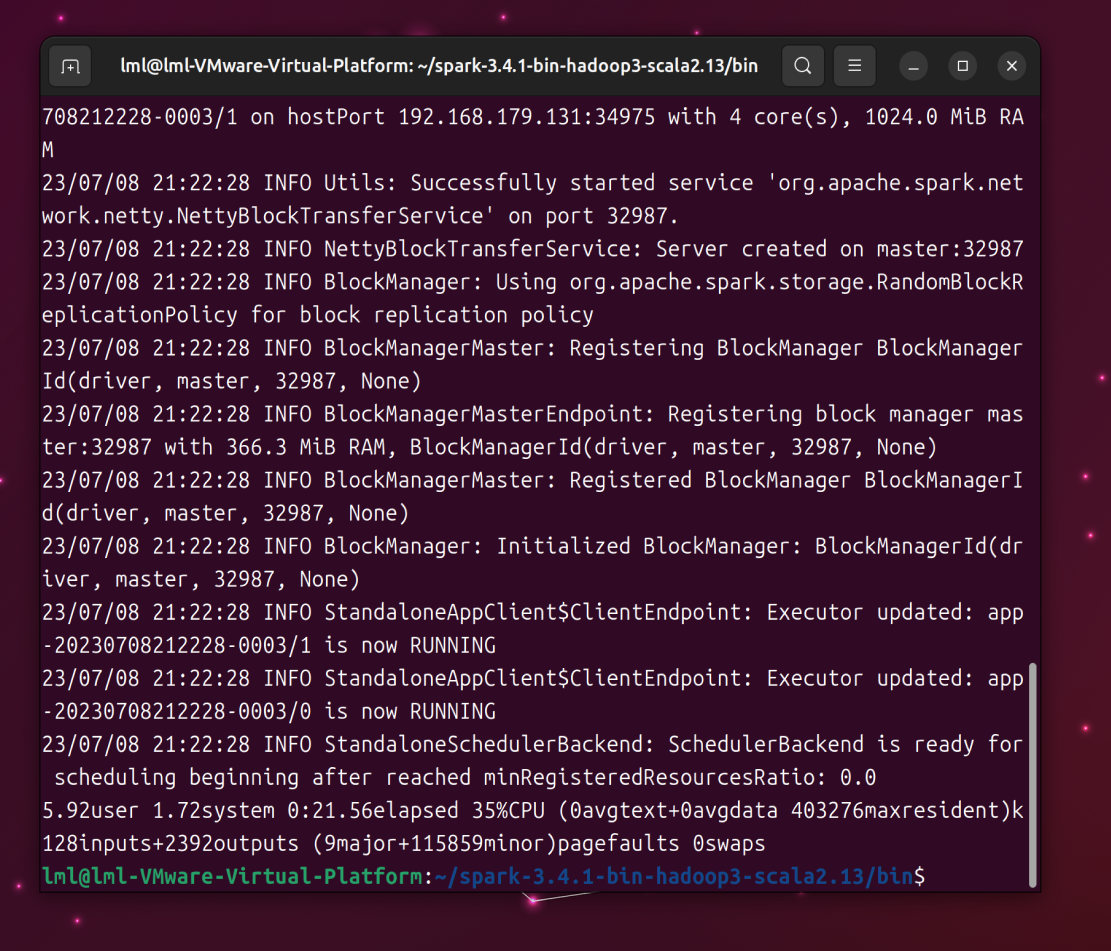 lml@lml-VMware-Virtual-Platform: ~/spark-3.4.1-bin-hadoop3-scala2.13/bin
708212228-0003/1 on hostPort 192.168.179.131:34975 with 4 core(s), 1024.0 MiB RA
M
23/07/08 21:22:28 INFO Utils: Successfully started service 'org.apache.spark.net
work.netty.NettyBlockTransferService' on port 32987.
23/07/08 21:22:28 INFO NettyBlockTransferService: Server created on master:32987
23/07/08 21:22:28 INFO BlockManager: Using org.apache.spark.storage.RandomBlockR
eplicationPolicy for block replication policy
23/07/08 21:22:28 INFO BlockManagerMaster: Registering BlockManager BlockManager
Id(driver, master, 32987, None)
23/07/08 21:22:28 INFO BlockManagerMasterEndpoint: Registering block manager mas
ter:32987 with 366.3 MiB RAM, BlockManagerId(driver, master, 32987, None)
23/07/08 21:22:28 INFO BlockManagerMaster: Registered BlockManager BlockManagerI
d(driver, master, 32987, None)
23/07/08 21:22:28 INFO BlockManager: Initialized BlockManager: BlockManagerId(dr
iver, master, 32987, None)
23/07/08 21:22:28 INFO StandaloneAppClient$ClientEndpoint: Executor updated: app
-20230708212228-0003/1 is now RUNNING
23/07/08 21:22:28 INFO StandaloneAppClient$ClientEndpoint: Executor updated: app
-20230708212228-0003/0 is now RUNNING
23/07/08 21:22:28 INFO StandaloneSchedulerBackend: SchedulerBackend is ready for
 scheduling beginning after reached minRegisteredResourcesRatio: 0.0
5.92user 1.72system 0:21.56elapsed 35%CPU (0avgtext+0avgdata 403276maxresident)k
128inputs+2392outputs (9major+115859minor)pagefaults 0swaps
lml@lml-VMware-Virtual-Platform:~/spark-3.4.1-bin-hadoop3-scala2.13/bin$